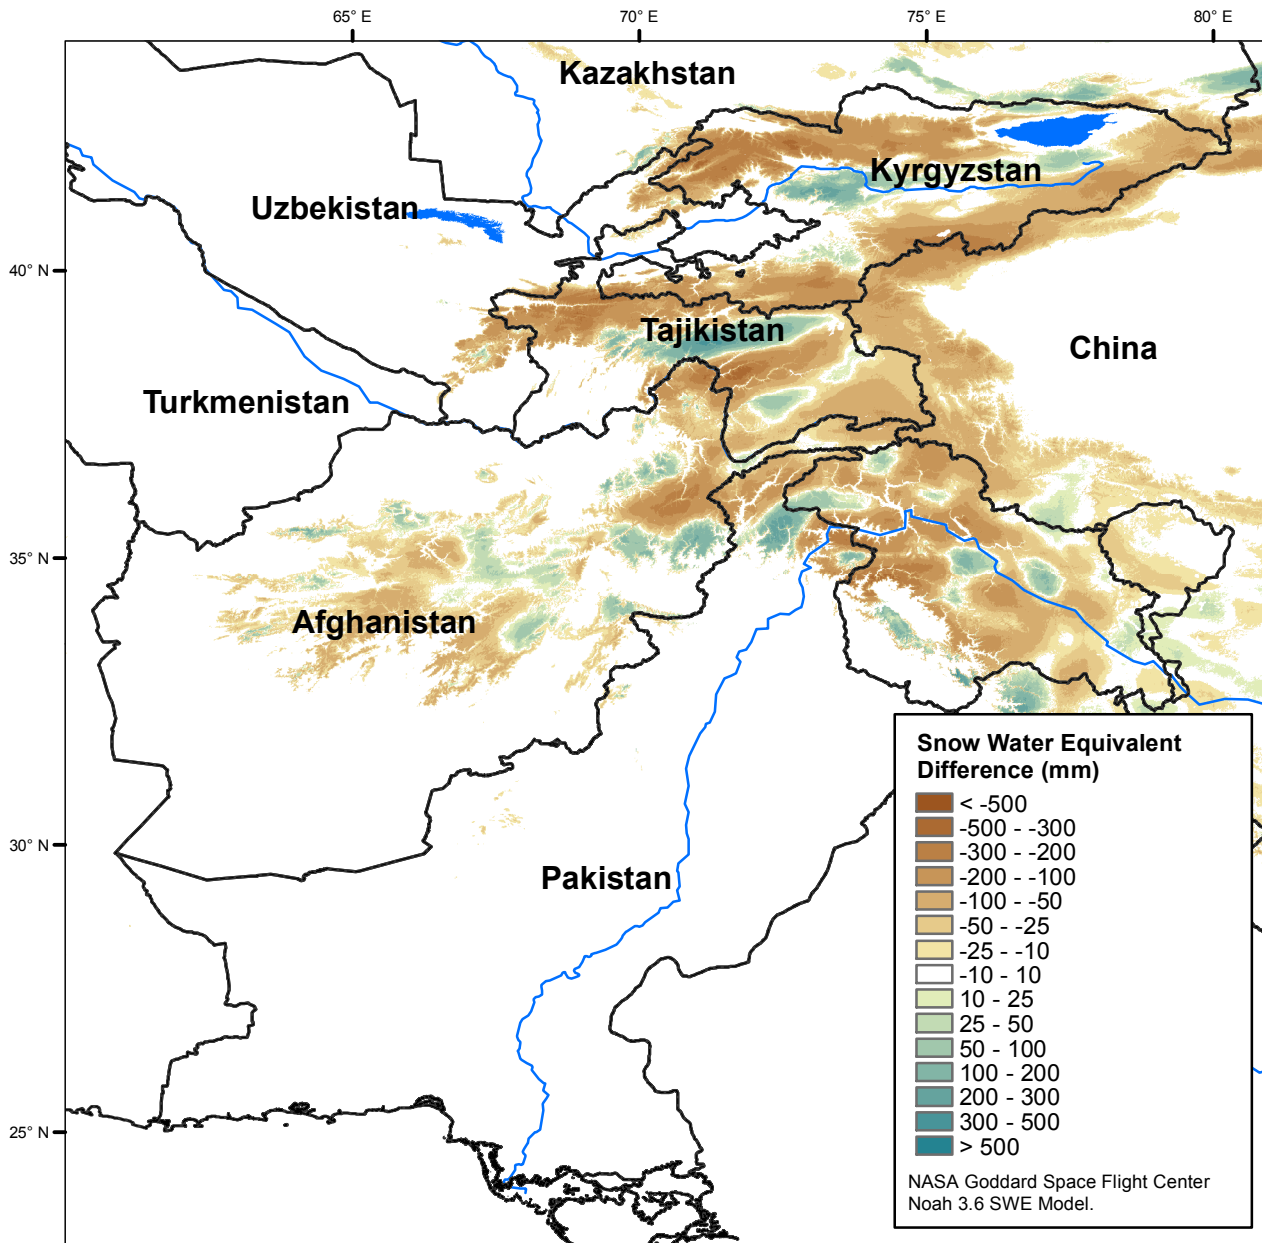 65° E
70° E
75° E
80° E
Kazakhstan
Kyrgyzstan
Uzbekistan
40° N
Tajikistan
China
Turkmenistan
35° N
Afghanistan
30° N
Pakistan
25° N
Snow Water Equivalent
Difference (mm)
< -500
-500 - -300
-300 - -200
-200 - -100
-100 - -50
-50 - -25
-25 - -10
-10 - 10
10 - 25
25 - 50
50 - 100
100 - 200
200 - 300
300 - 500
> 500
NASA Goddard Space Flight Center
Noah 3.6 SWE Model.